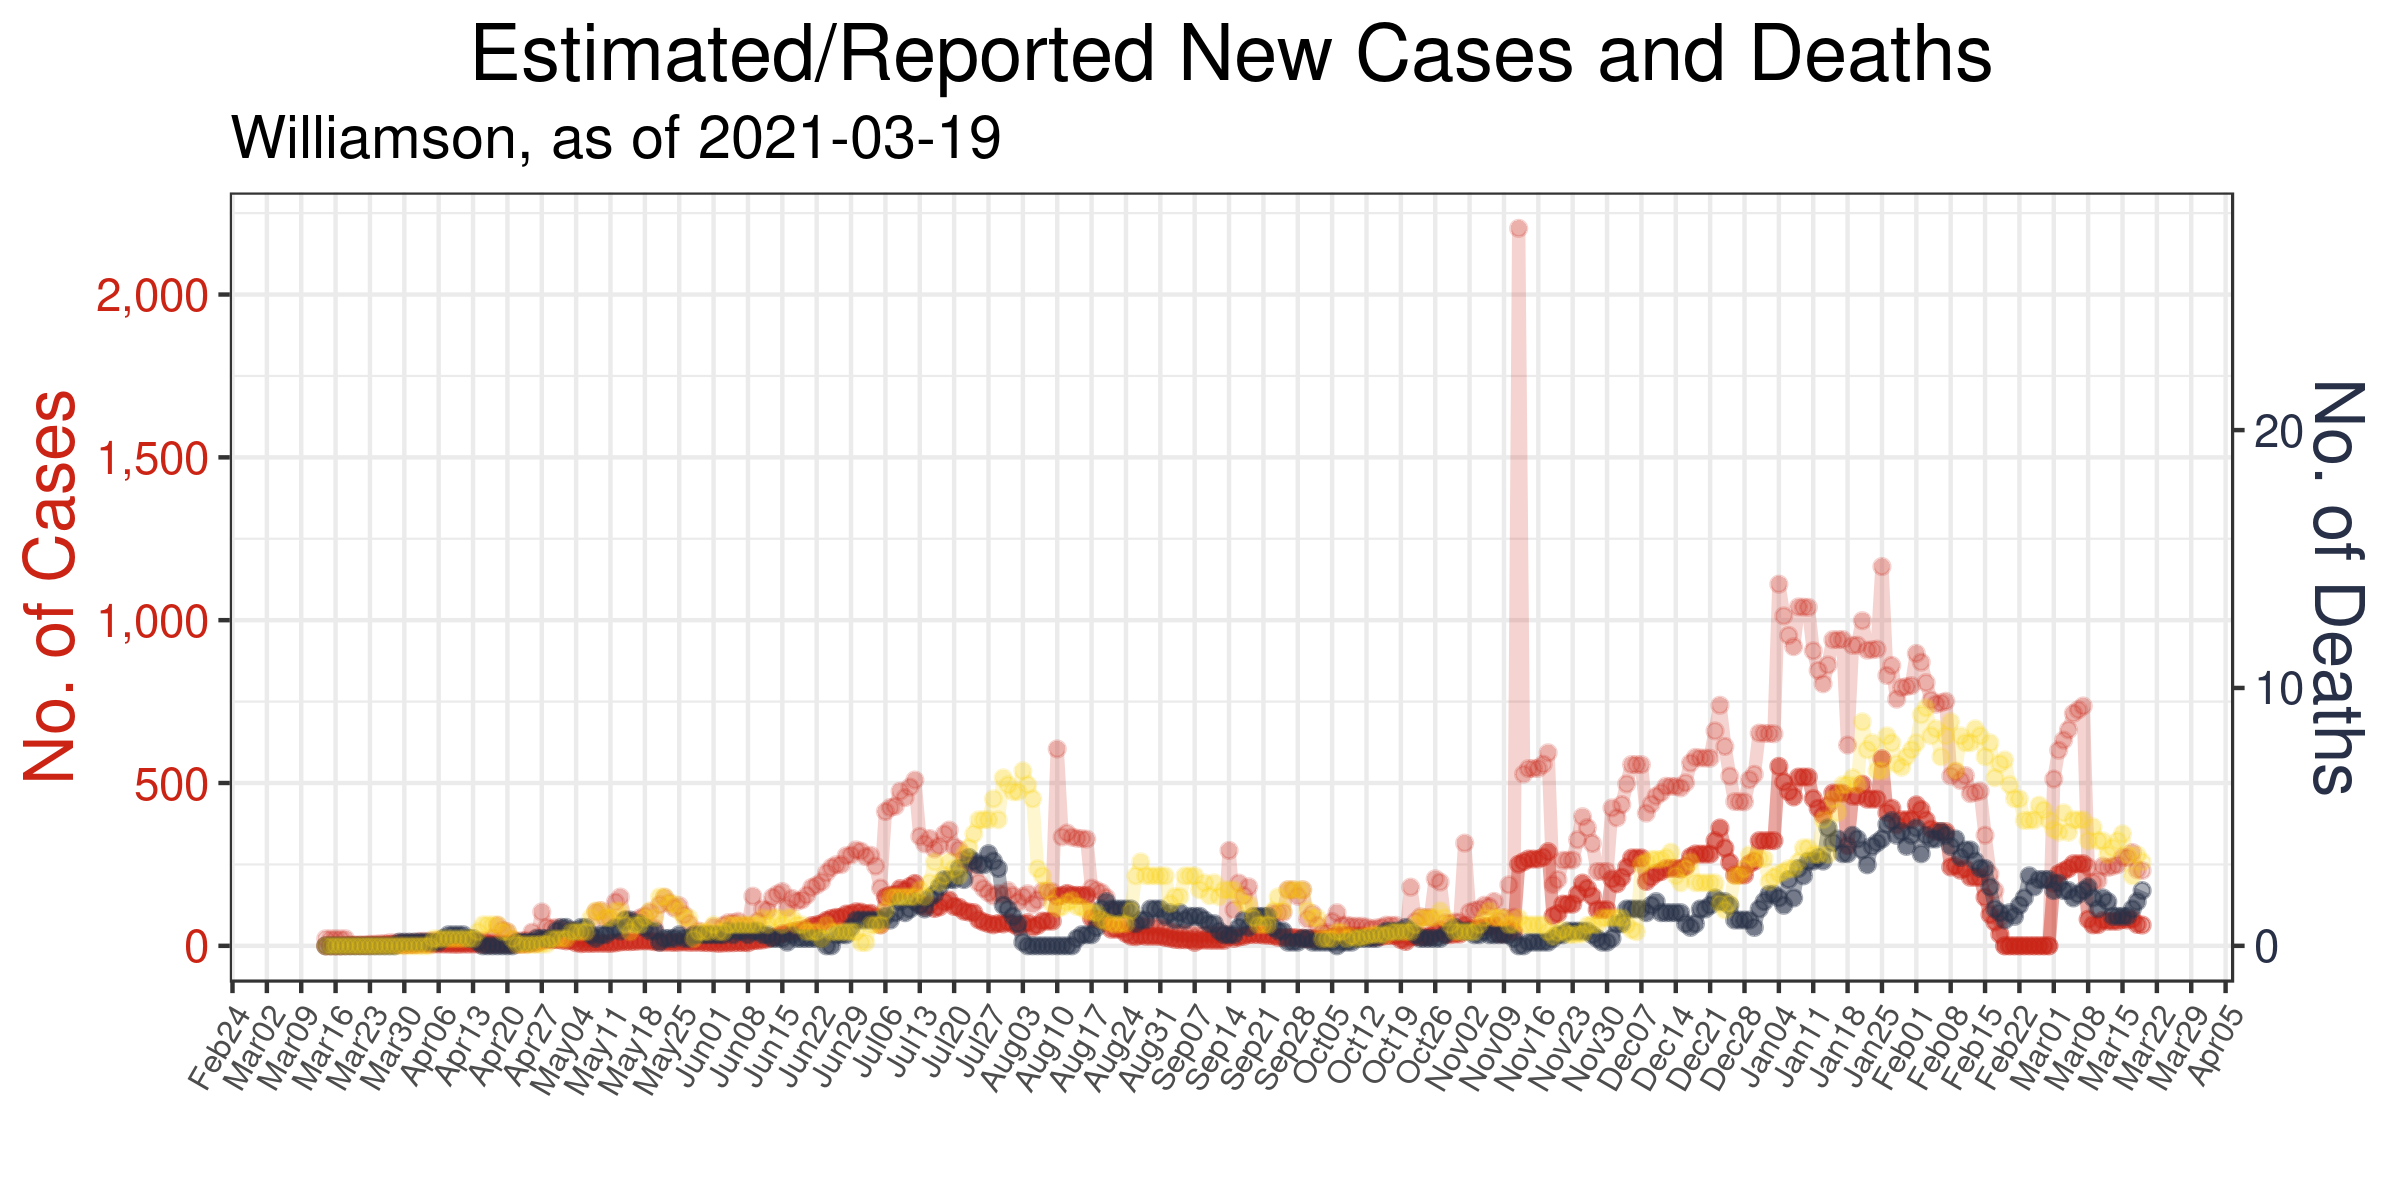 Estimated/Reported New Cases and Deaths
Williamson, as of 2021-03-19
No. of Cases
2,000
1,500
1,000
500
0
20
10
0
No. of Deaths
Feb24
Mar02
Mar09
Mar16
Mar23
Mar30
Apr06
Apr13
Apr20
Apr27
May04
May11
May18
May25
Jun01
Jun08
Jun15
Jun22
Jun29
Jul06
Jul13
Jul20
Jul27
Aug03
Aug10
Aug17
Aug24
Aug31
Sep07
Sep14
Sep21
Sep28
Oct05
Oct12
Oct19
Oct26
Nov02
Nov09
Nov16
Nov23
Nov30
Dec07
Dec14
Dec21
Dec28
Jan11
Jan18
Jan25
Feb01
Feb08
Feb15
Feb22
Mar01
Mar08
Mar15
Mar22
Mar29
Apr05